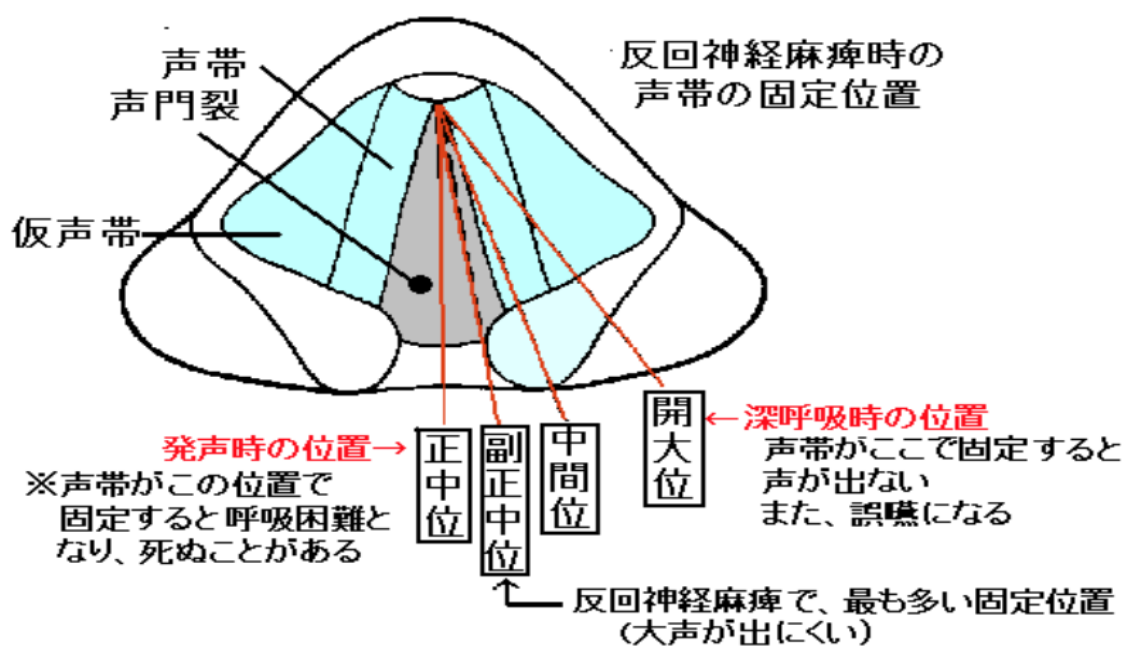 反回神経麻痺時の
声帯の固定位置
声帯
声門裂
仮声帯
発声時の位置→
正中位
副正中位
中間位
開大位
←深呼吸時の位置
声帯がここで固定すると
声が出ない
また、誤嚥になる
※声帯がこの位置で
固定すると呼吸困難と
なり、死ぬことがある
反回神経麻痺で、最も多い固定位置
(大声が出にくい)